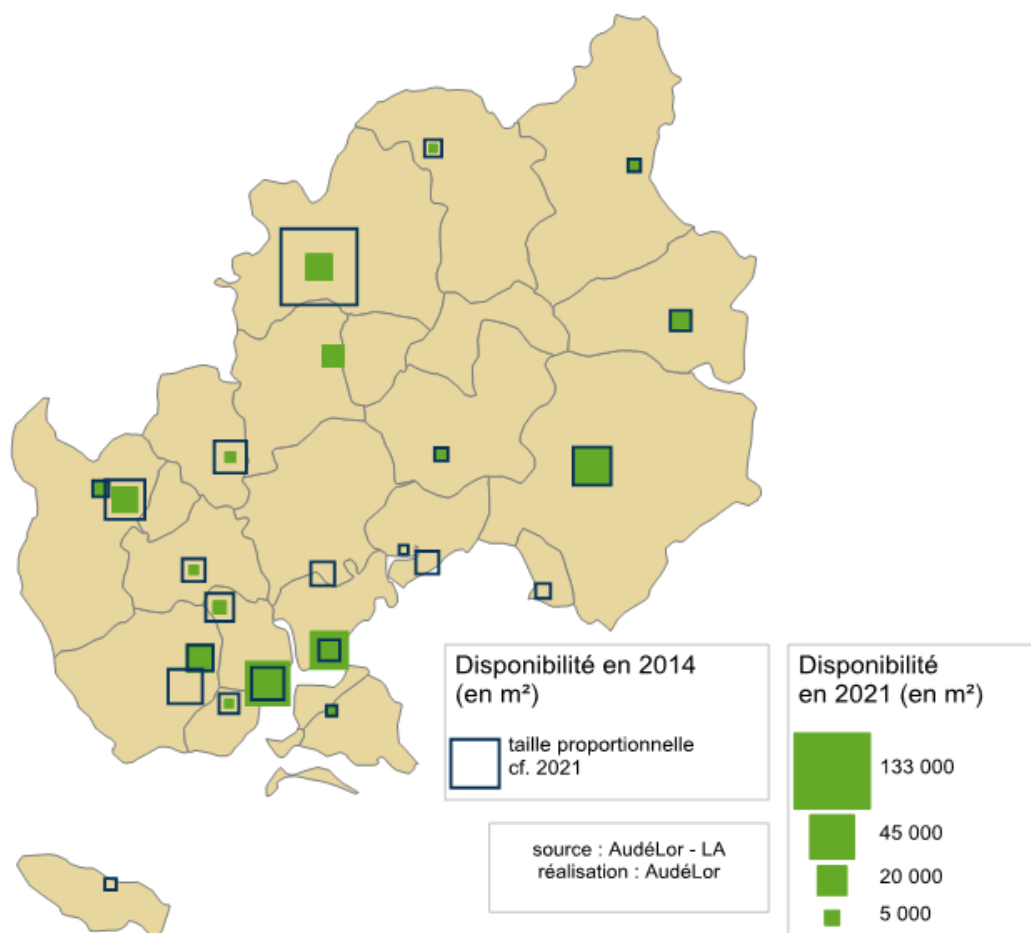 Disponibilité en 2014
(en m²)
taille proportionnelle
cf. 2021
source : AudéLor - LA
réalisation : AudéLor
Disponibilité
en 2021 (en m²)
133 000
45 000
20 000
5 000